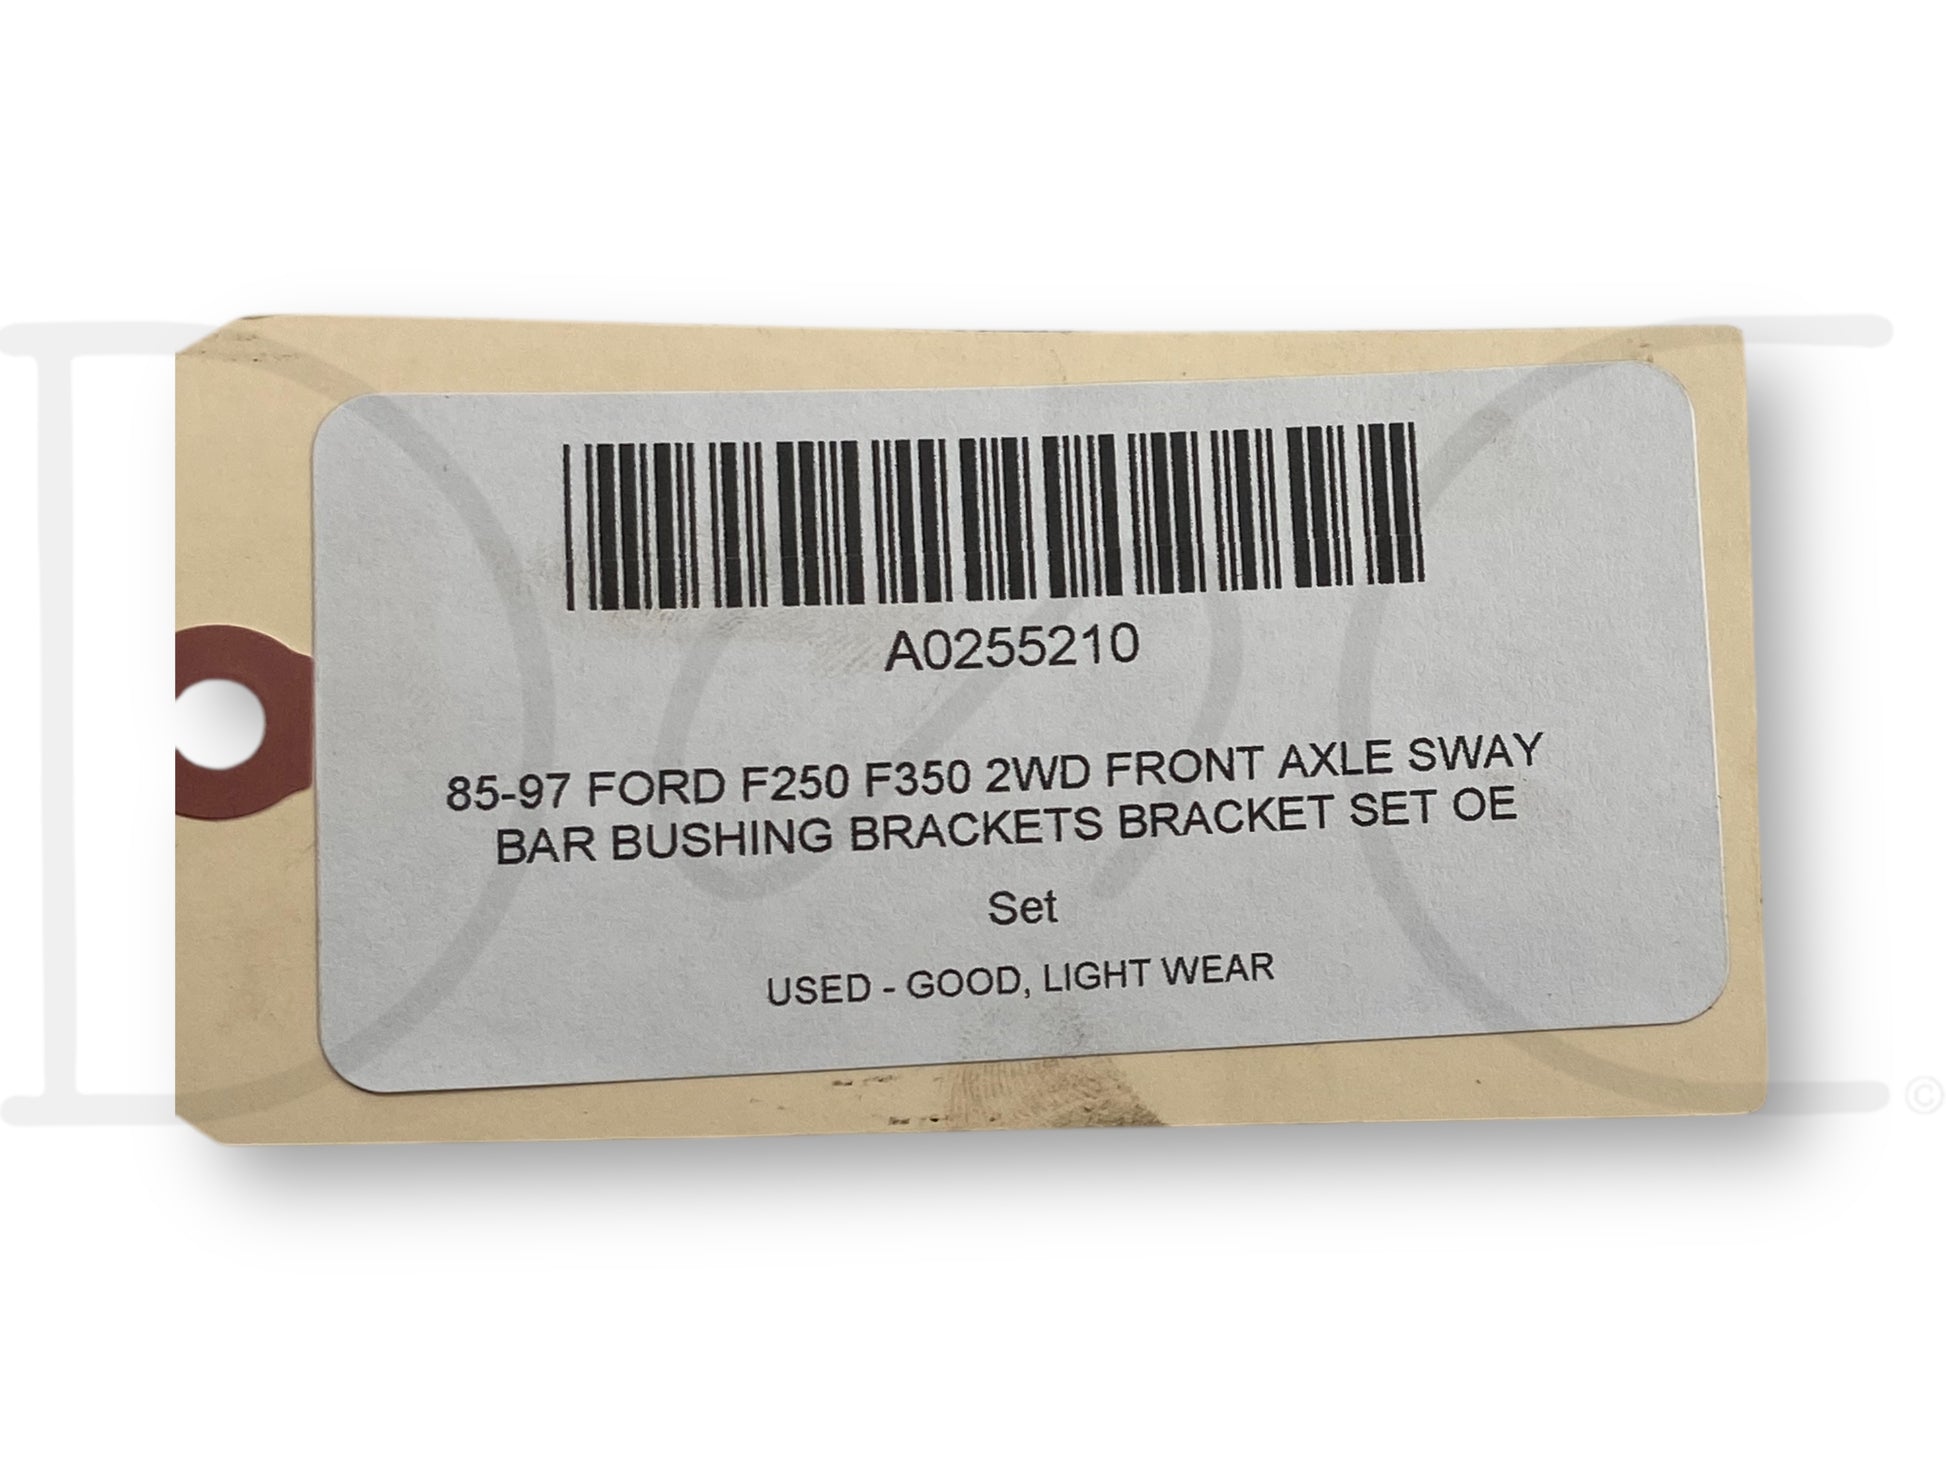 A0255210
85-97 FORD F250 F350 2WD FRONT AXLE SWAY
BAR BUSHING BRACKETS BRACKET SET OE
Set
USED - GOOD, LIGHT WEAR
©